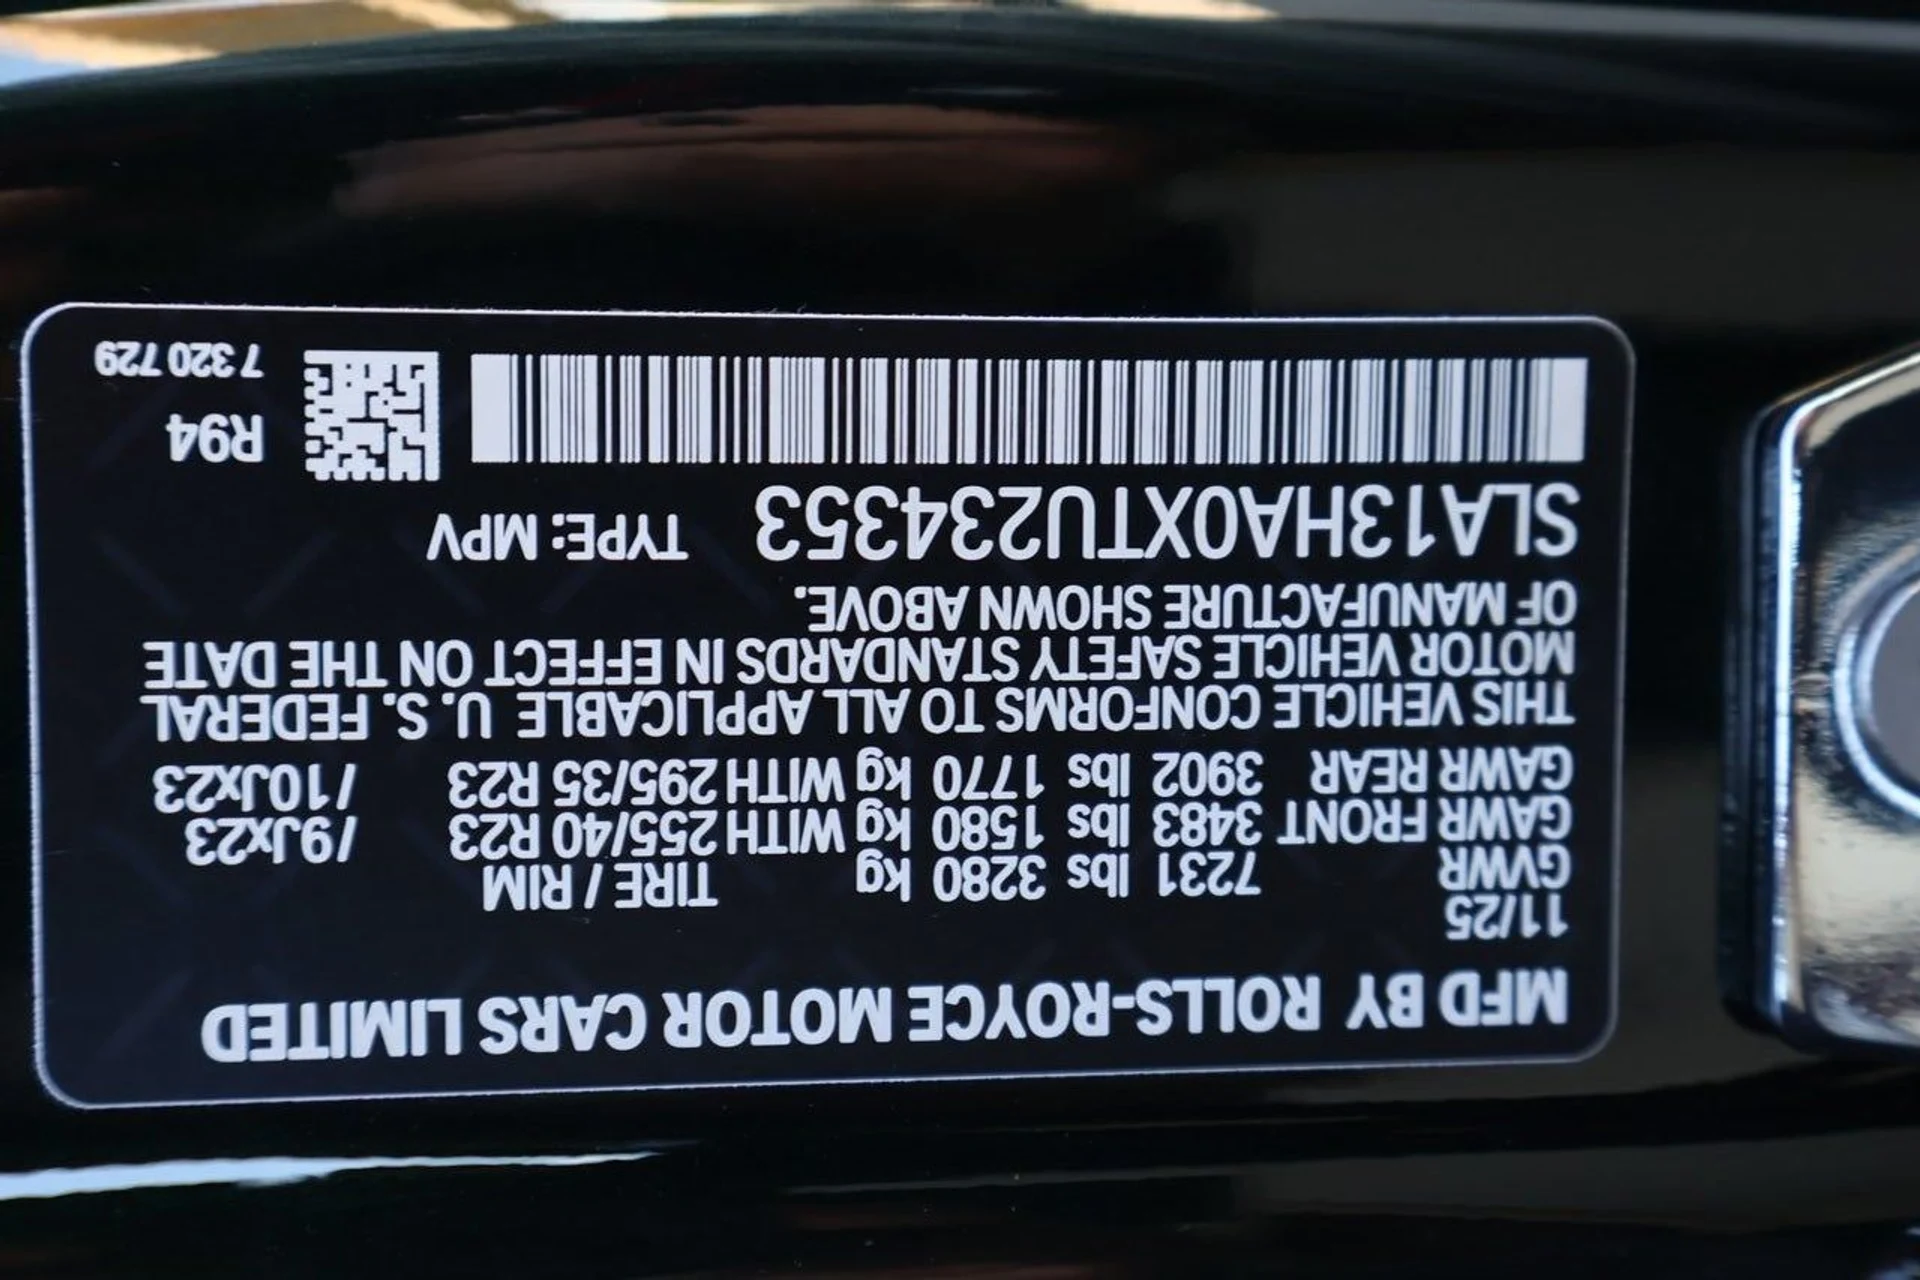 MFD BY ROLLS-ROYCE MOTOR CARS LIMITED
11/25
GVWR 7231 lbs 3280 kg TIRE / RIM
GAWR FRONT 3483 lbs 1580 kg WITH 255/40 R23 /9Jx23
GAWR REAR 3902 lbs 1770 kg WITH 295/35 R23 /10Jx23
THIS VEHICLE CONFORMS TO ALL APPLICABLE U. S. FEDERAL
MOTOR VEHICLE SAFETY STANDARDS IN EFFECT ON THE DATE
OF MANUFACTURE SHOWN ABOVE.
SLA13HA0XTU234353 TYPE: MPV
R94
7 320 729